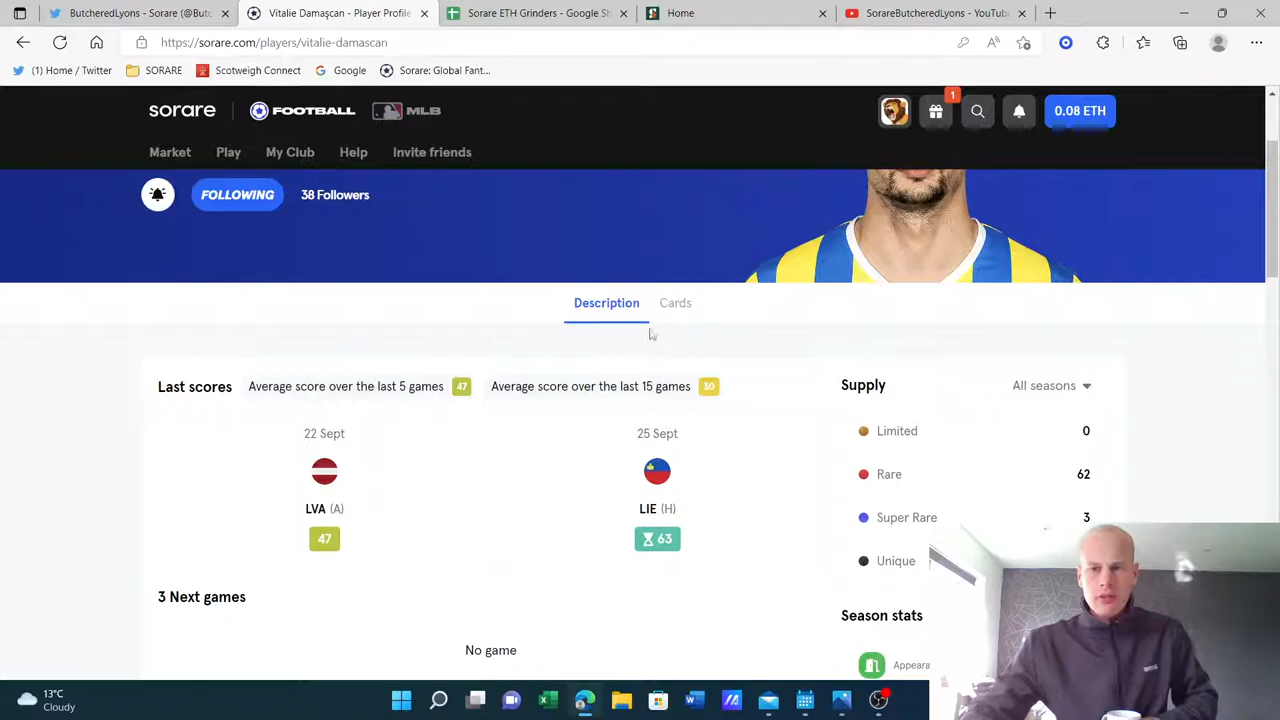 ButcheredLyons - Sorare (@But
Vitalie Damaşcan - Player Profile
Sorare ETH Grinders - Google Sh
Home
SorareButcheredLyons - YouTube
https://sorare.com/players/vitalie-damascan
(1) Home / Twitter
SORARE
Scotweigh Connect
Google
Sorare: Global Fant...
sorare
FOOTBALL
MLB
1
0.08 ETH
Market
Play
My Club
Help
Invite friends
FOLLOWING
38 Followers
Description
Cards
Last scores
Average score over the last 5 games 47
Average score over the last 15 games 30
Supply
All seasons
22 Sept
25 Sept
Limited 0
Rare 62
LVA (A)
LIE (H)
Super Rare 3
47
63
Unique
3 Next games
Season stats
No game
Appeara
13°C
Cloudy